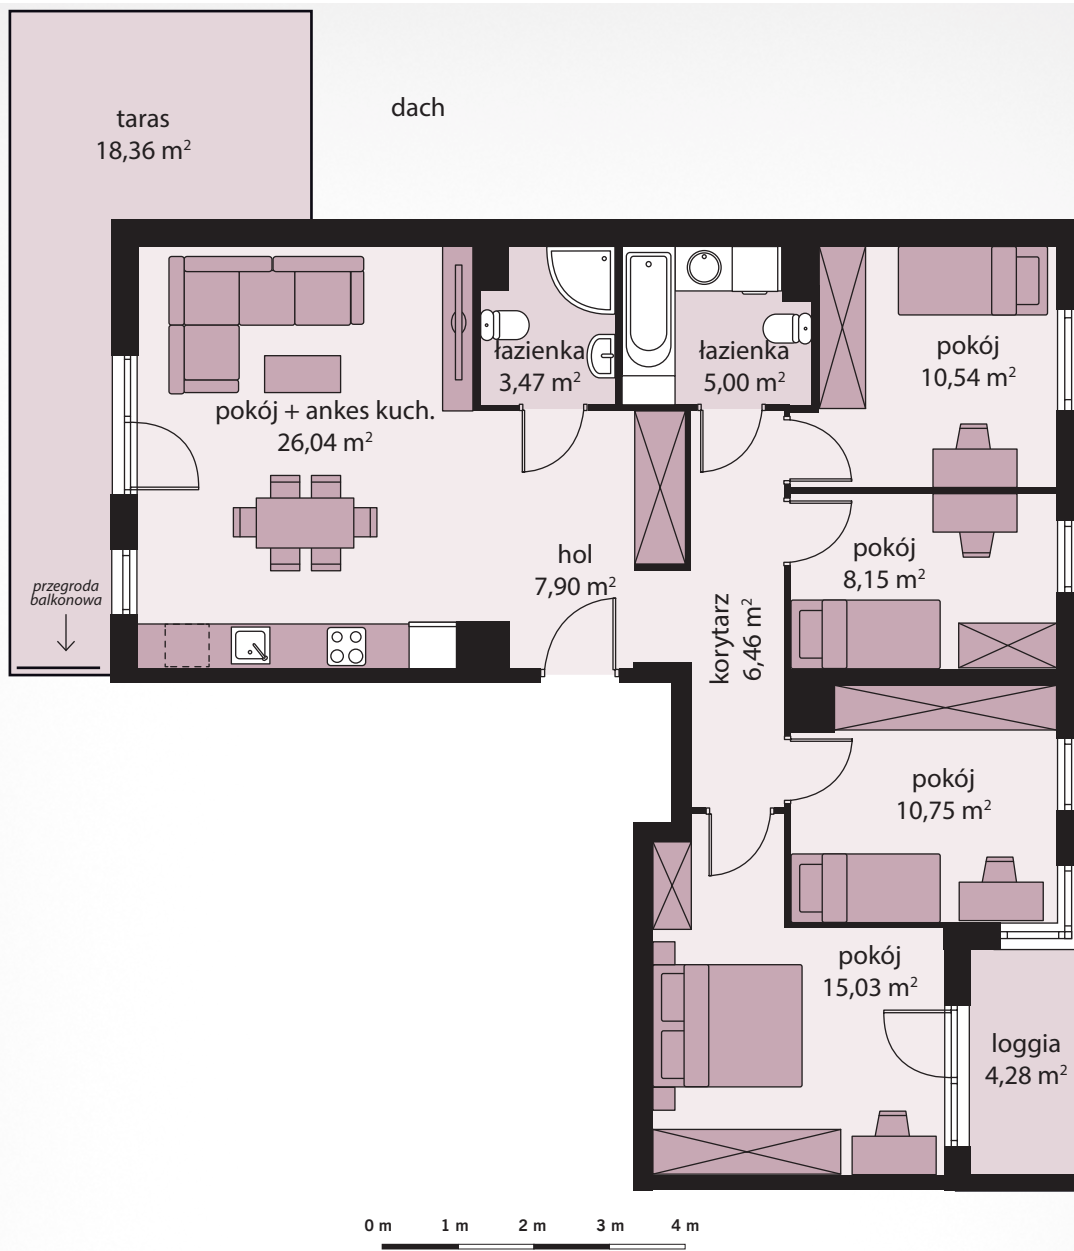 taras
18,36 m²
dach
łazienka
3,47 m²
łazienka
5,00 m²
pokój
10,54 m²
pokój + ankes kuch.
26,04 m²
hol
7,90 m²
pokój
8,15 m²
przegroda
balkonowa
korytarz
6,46 m²
pokój
10,75 m²
pokój
15,03 m²
loggia
4,28 m²
0 m 1 m 2 m 3 m 4 m